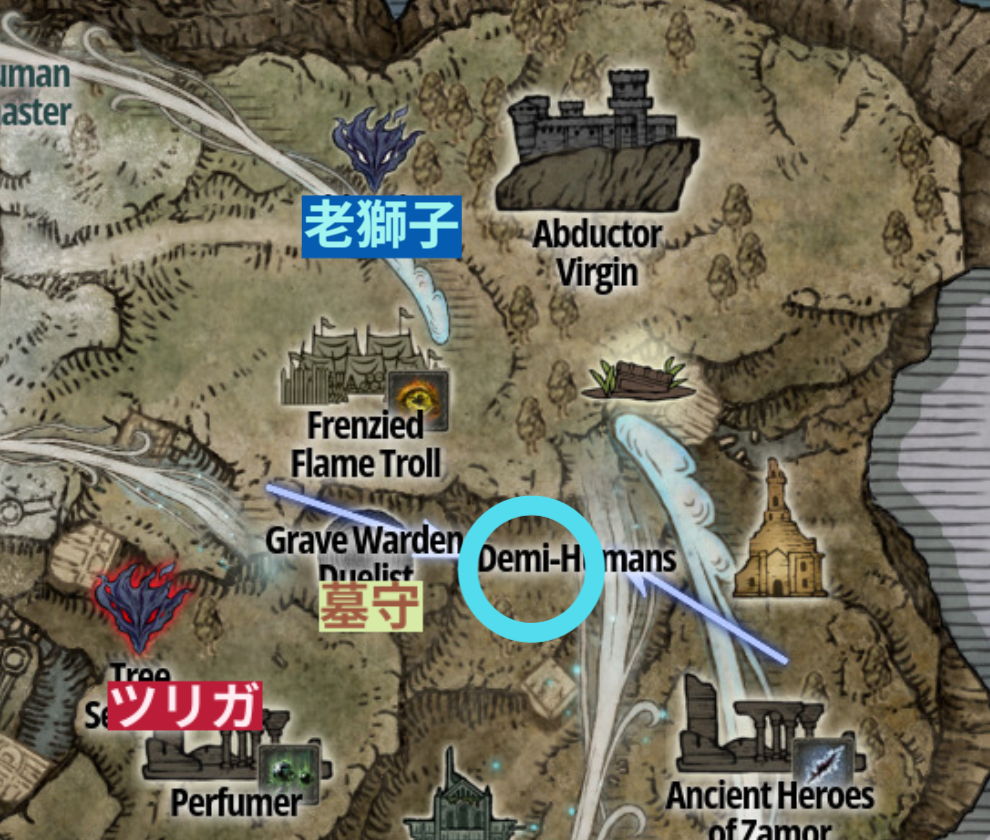 uman
aster
老獅子
Abductor
Virgin
Frenzied
Flame Troll
Grave Warden
Duelist
墓守
Demi-Humans
Tree
Se
ツリガ
Perfumer
Ancient Heroes
of Zamor